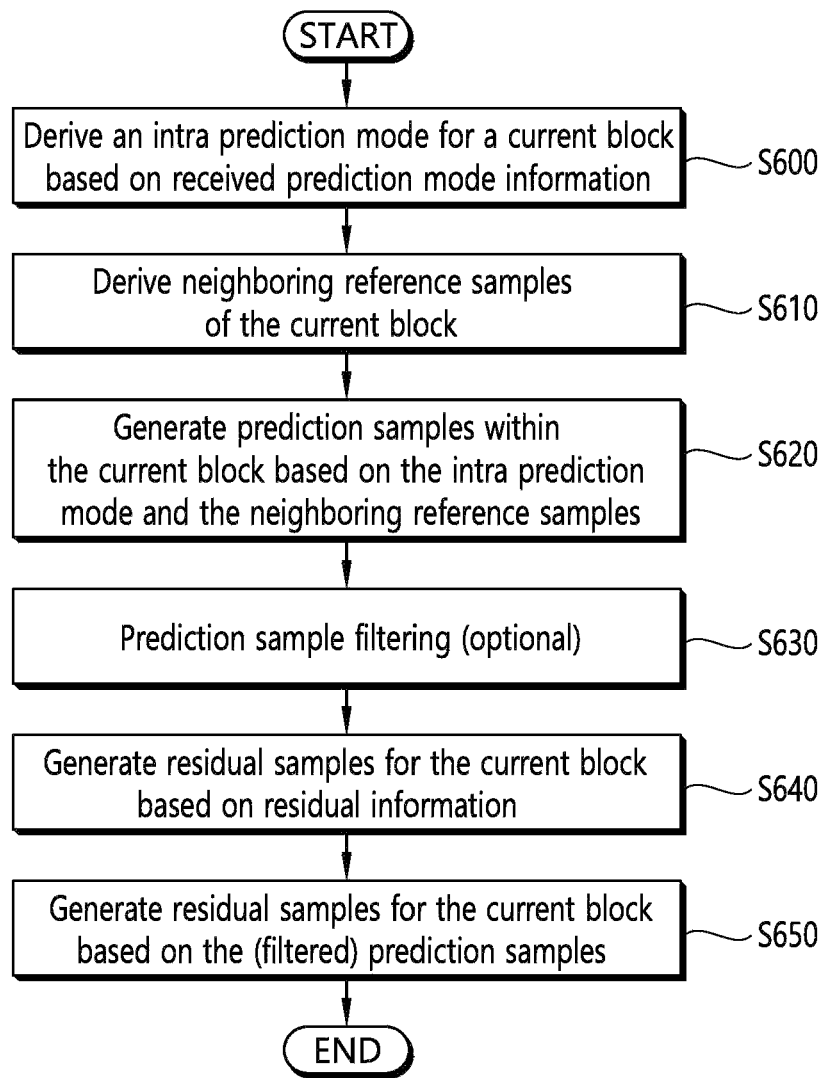 START
Derive an intra prediction mode for a current block
based on received prediction mode information
S600
Derive neighboring reference samples
of the current block
S610
Generate prediction samples within
the current block based on the intra prediction
mode and the neighboring reference samples
S620
Prediction sample filtering (optional)
S630
Generate residual samples for the current block
based on residual information
S640
Generate residual samples for the current block
based on the (filtered) prediction samples
S650
END